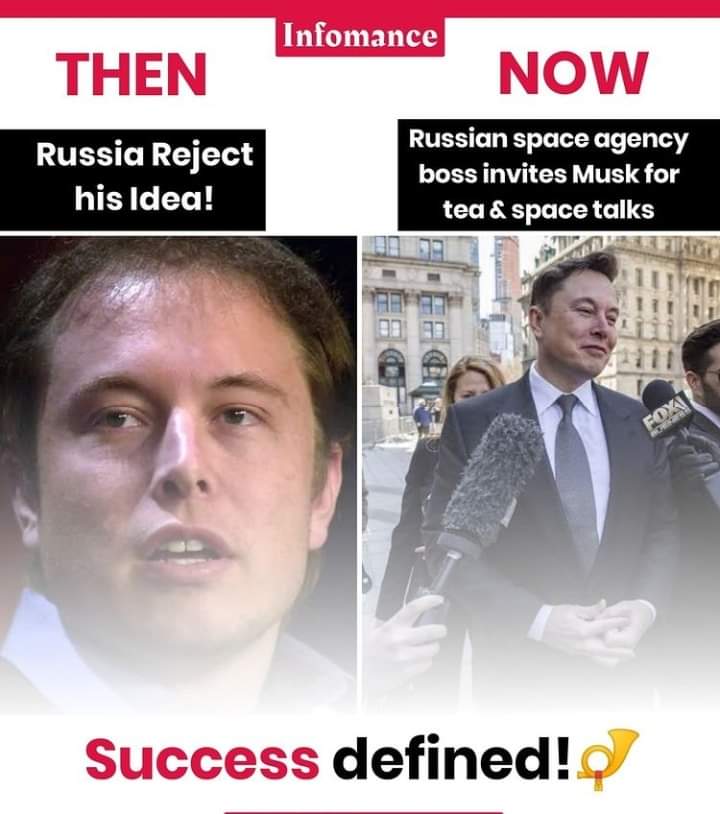 Infomance
THEN
NOW
Russia Reject
his Idea!
Russian space agency
boss invites Musk for
tea & space talks
FOX
Success defined!